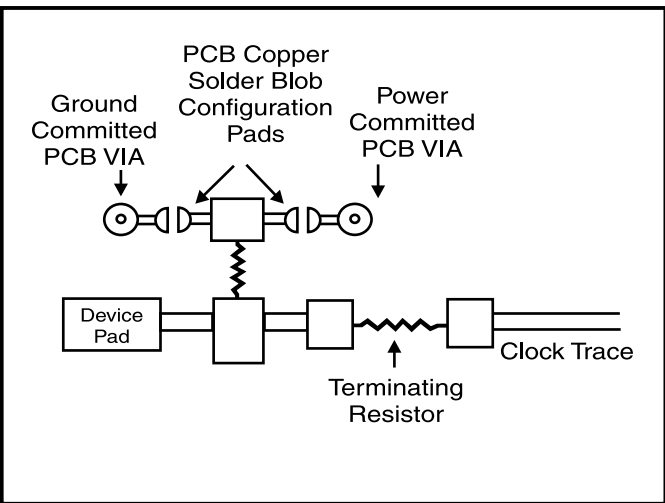 PCB Copper
Solder Blob
Configuration
Pads
Ground
Committed
PCB VIA
Power
Committed
PCB VIA
Device
Pad
Clock Trace
Terminating
Resistor